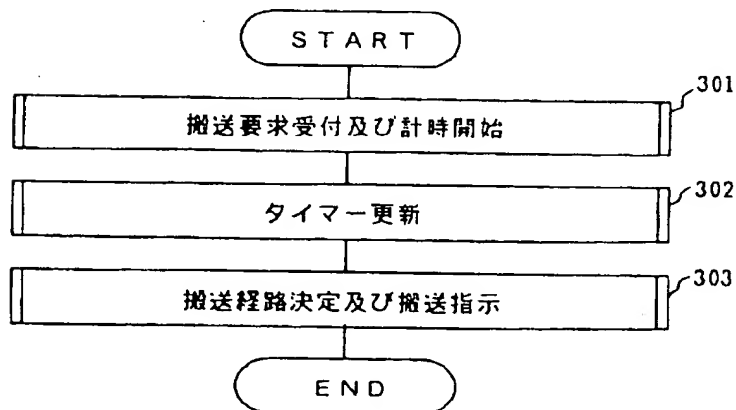 START
301
搬送要求受付及び計時開始
302
タイマー更新
303
搬送経路決定及び搬送指示
END